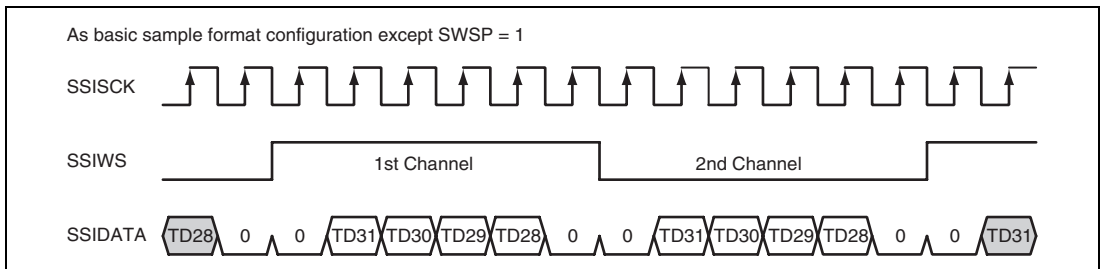 As basic sample format configuration except SWSP = 1
SSISCK
SSIWS 1st Channel 2nd Channel
SSIDATA TD28 0 0 TD31 TD30 TD29 TD28 0 0 TD31 TD30 TD29 TD28 0 0 TD31